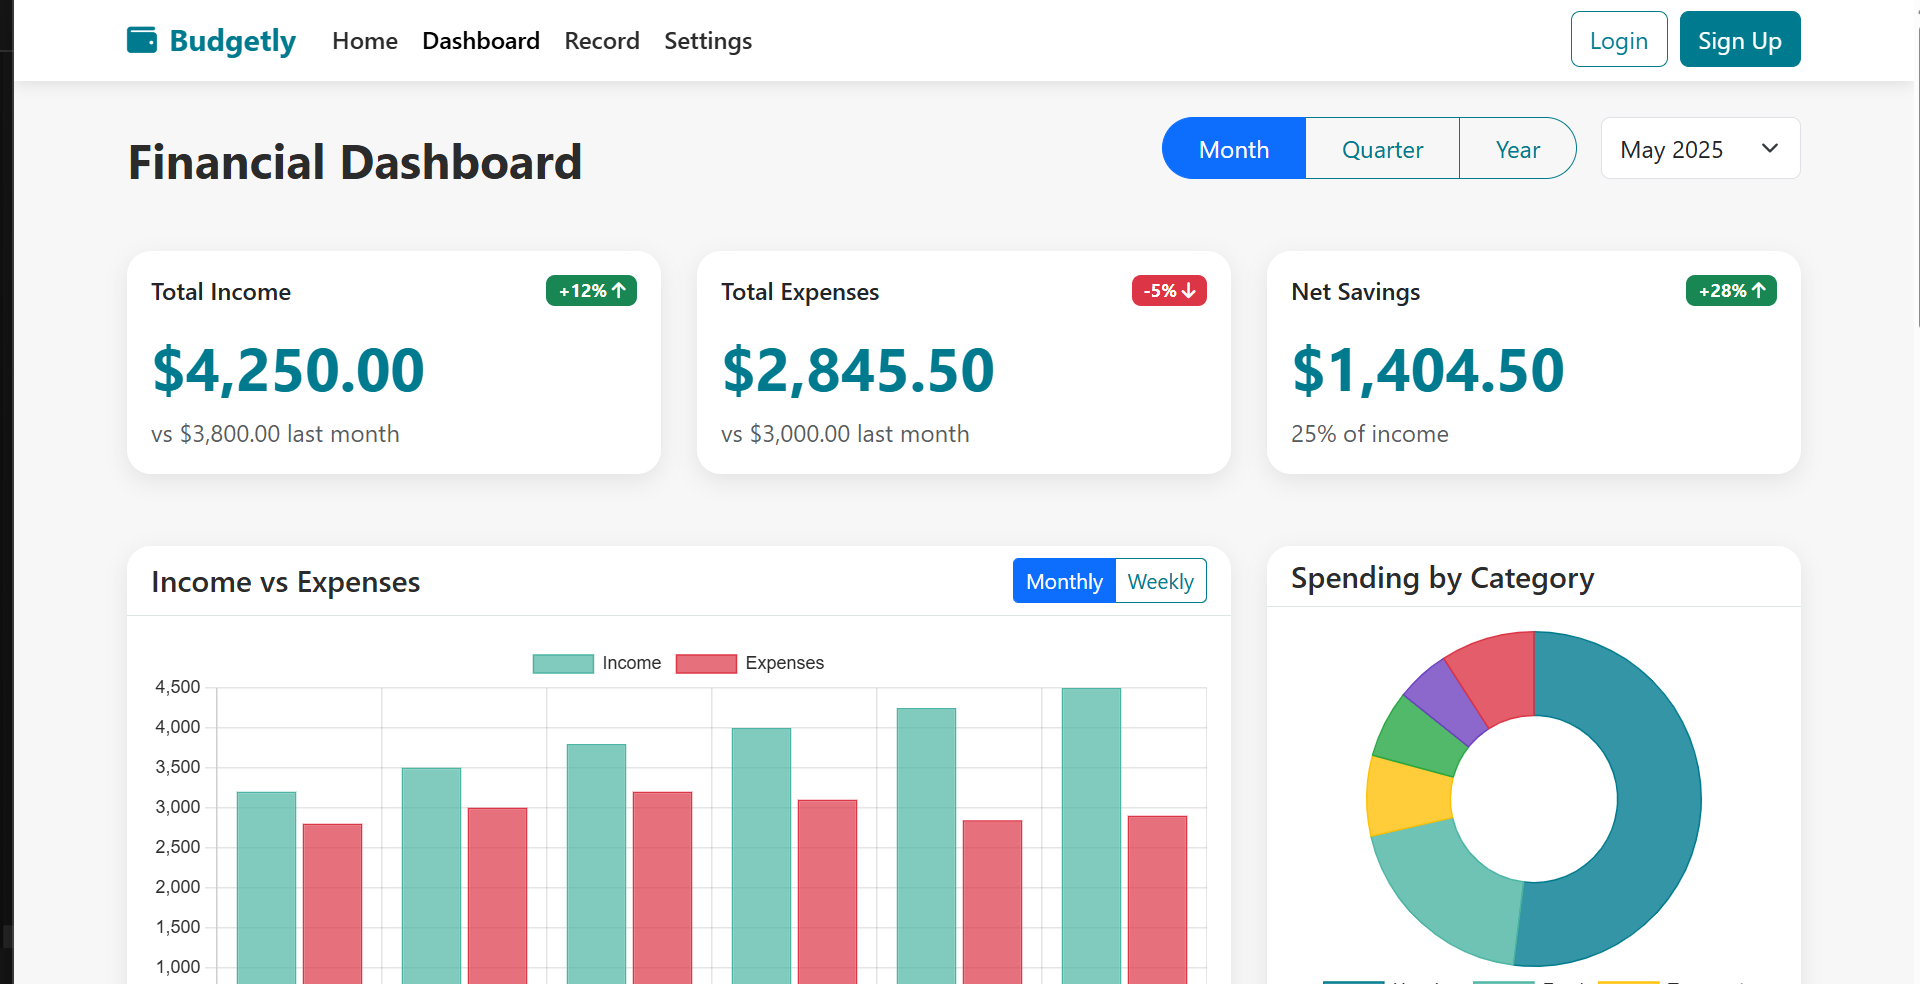 Budgetly Home Dashboard Record Settings Login Sign Up
Financial Dashboard
Month Quarter Year May 2025
Total Income +12%
$4,250.00
vs $3,800.00 last month
Total Expenses -5%
$2,845.50
vs $3,000.00 last month
Net Savings +28%
$1,404.50
25% of income
Income vs Expenses Monthly Weekly
Income Expenses
4,500
4,000
3,500
3,000
2,500
2,000
1,500
1,000
Spending by Category